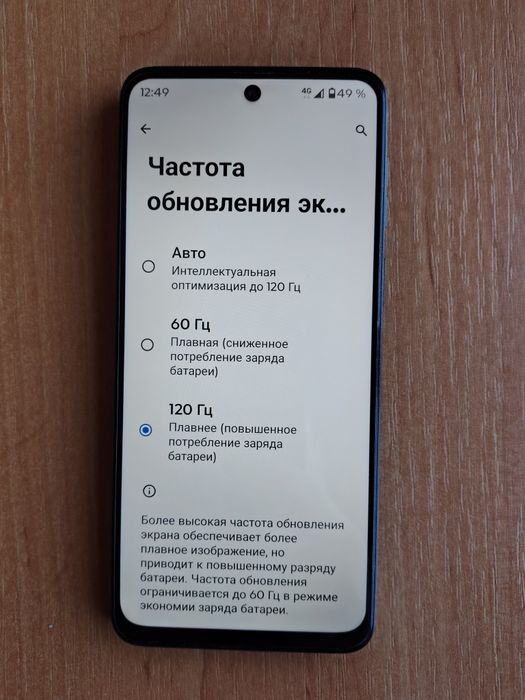 12:49 4G 49 %
Частота
обновления эк...
Авто
Интеллектуальная
оптимизация до 120 Гц
60 Гц
Плавная (сниженное
потребление заряда
батареи)
120 Гц
Плавнее (повышенное
потребление заряда
батареи)
Более высокая частота обновления
экрана обеспечивает более
плавное изображение, но
приводит к повышенному разряду
батареи. Частота обновления
ограничивается до 60 Гц в режиме
экономии заряда батареи.